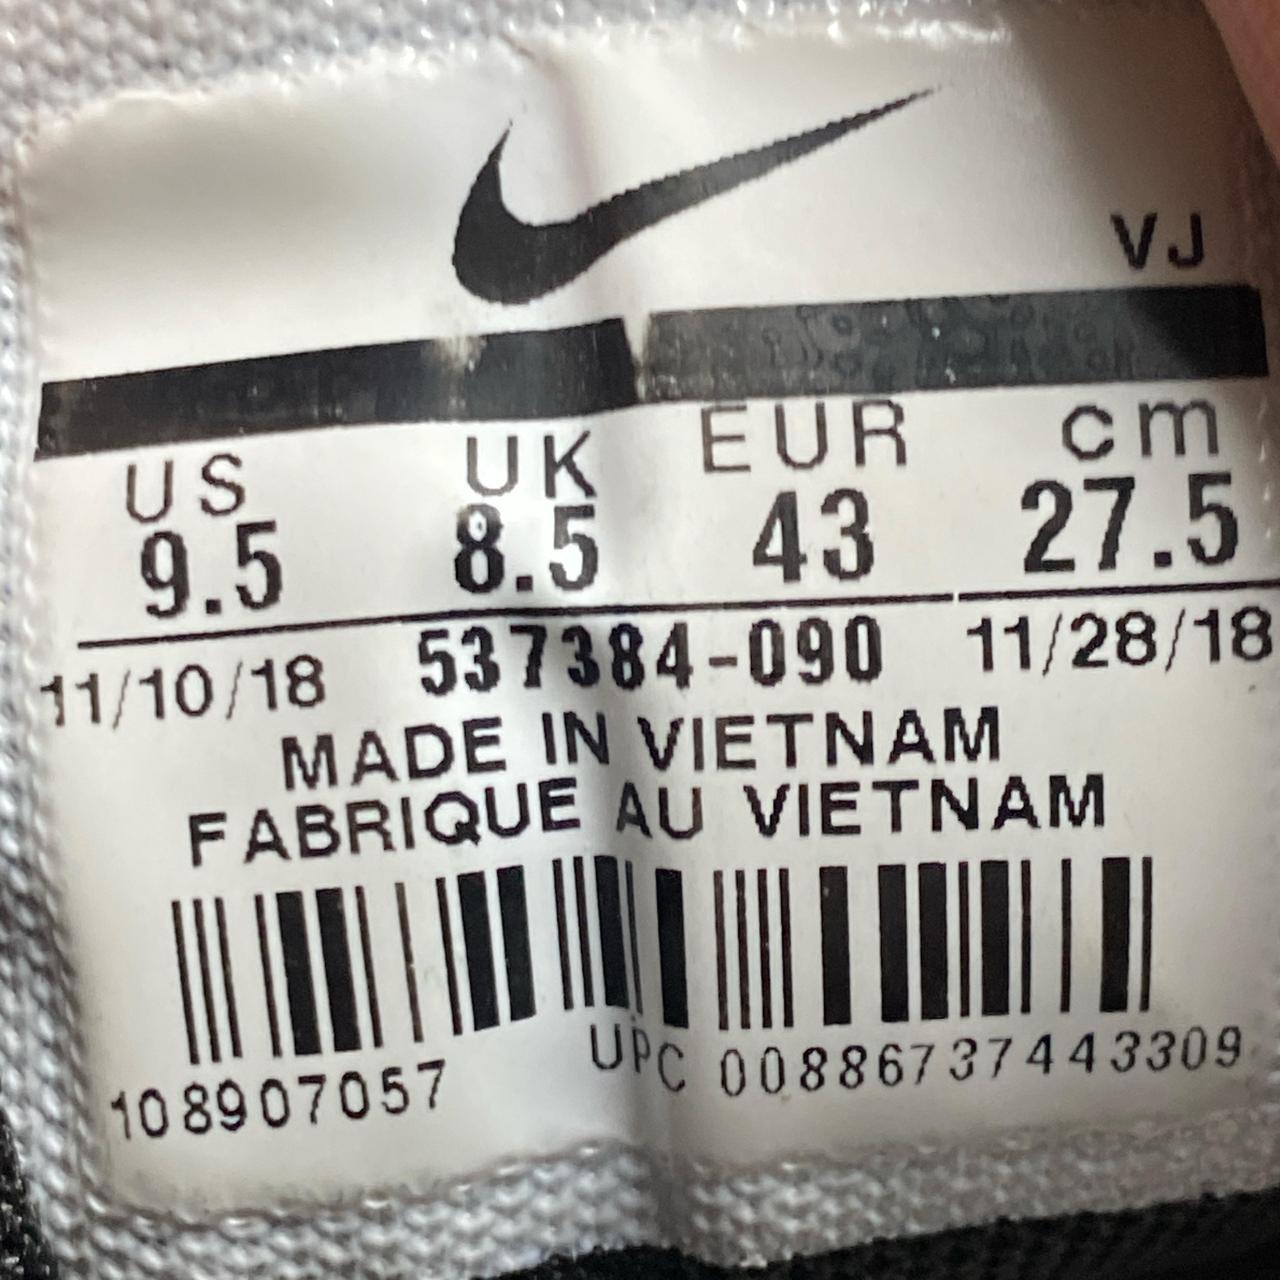 VJ
US UK EUR cm
9.5 8.5 43 27.5
11/10/18 537384-090 11/28/18
MADE IN VIETNAM
FABRIQUE AU VIETNAM
108907057 UPC 00886737443309